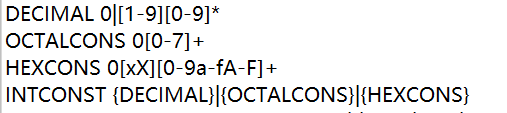 DECIMAL 0|[1-9][0-9]*
OCTALCONS 0[0-7]+
HEXCONS 0[xX][0-9a-fA-F]+
INTCONST {DECIMAL}|{OCTALCONS}|{HEXCONS}